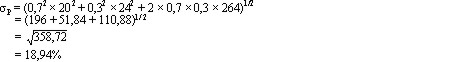 σp = (0,7² × 20² + 0,3² × 24² + 2 × 0,7 × 0,3 × 264)^1/2
= (196 + 51,84 + 110,88)^1/2
= √358,72
= 18,94%